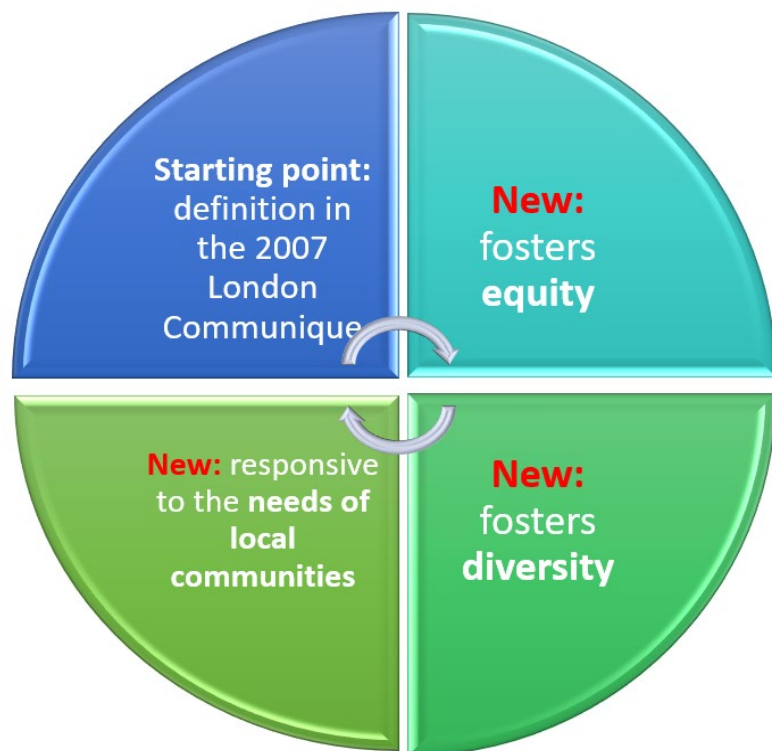 Starting point:
definition in
the 2007
London
Communique
New:
fosters
equity
New: responsive
to the needs of
local
communities
New:
fosters
diversity